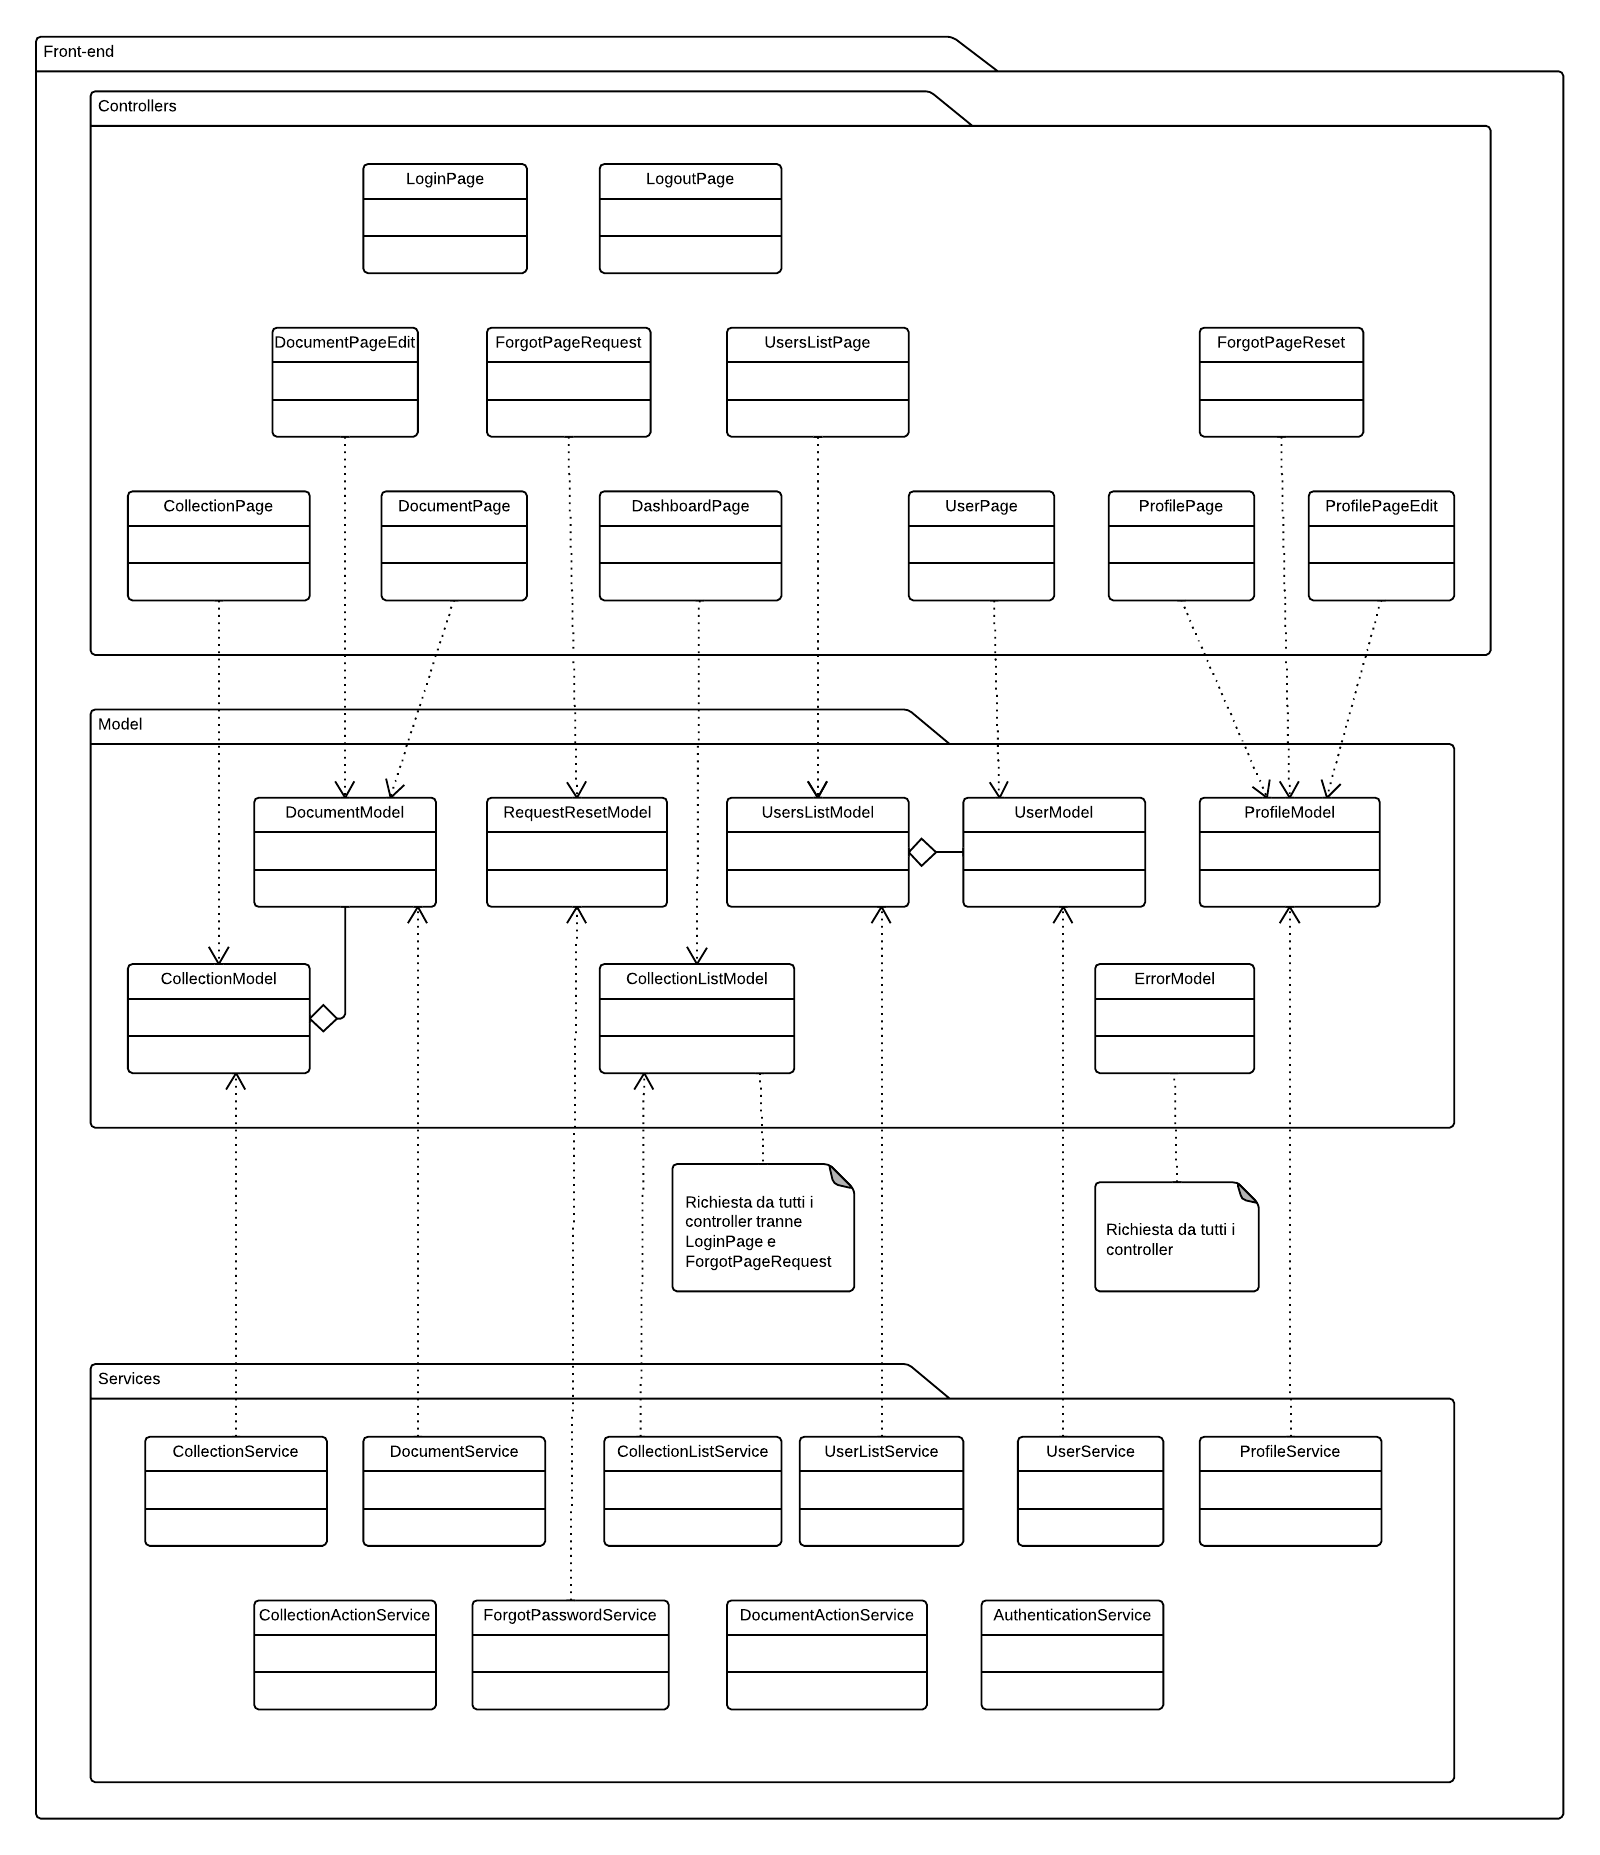 Front-end
Controllers
LoginPage
LogoutPage
DocumentPageEdit
ForgotPageRequest
UsersListPage
ForgotPageReset
CollectionPage
DocumentPage
DashboardPage
UserPage
ProfilePage
ProfilePageEdit
Model
DocumentModel
RequestResetModel
UsersListModel
UserModel
ProfileModel
CollectionModel
CollectionListModel
ErrorModel
Richiesta da tutti i
controller tranne
LoginPage e
ForgotPageRequest
Richiesta da tutti i
controller
Services
CollectionService
DocumentService
CollectionListService
UserListService
UserService
ProfileService
CollectionActionService
ForgotPasswordService
DocumentActionService
AuthenticationService